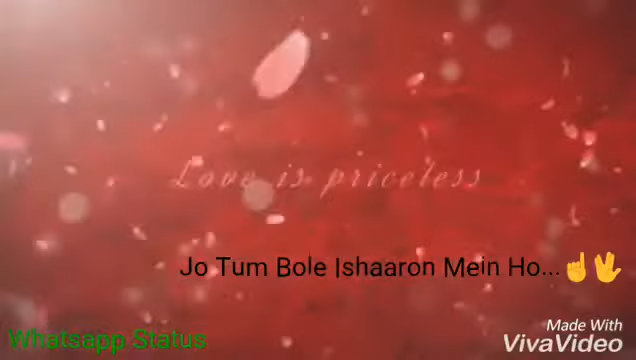 Love is priceless
Jo Tum Bole Ishaaron Mein Ho...☝🖖
Whatsapp Status
Made With
VivaVideo